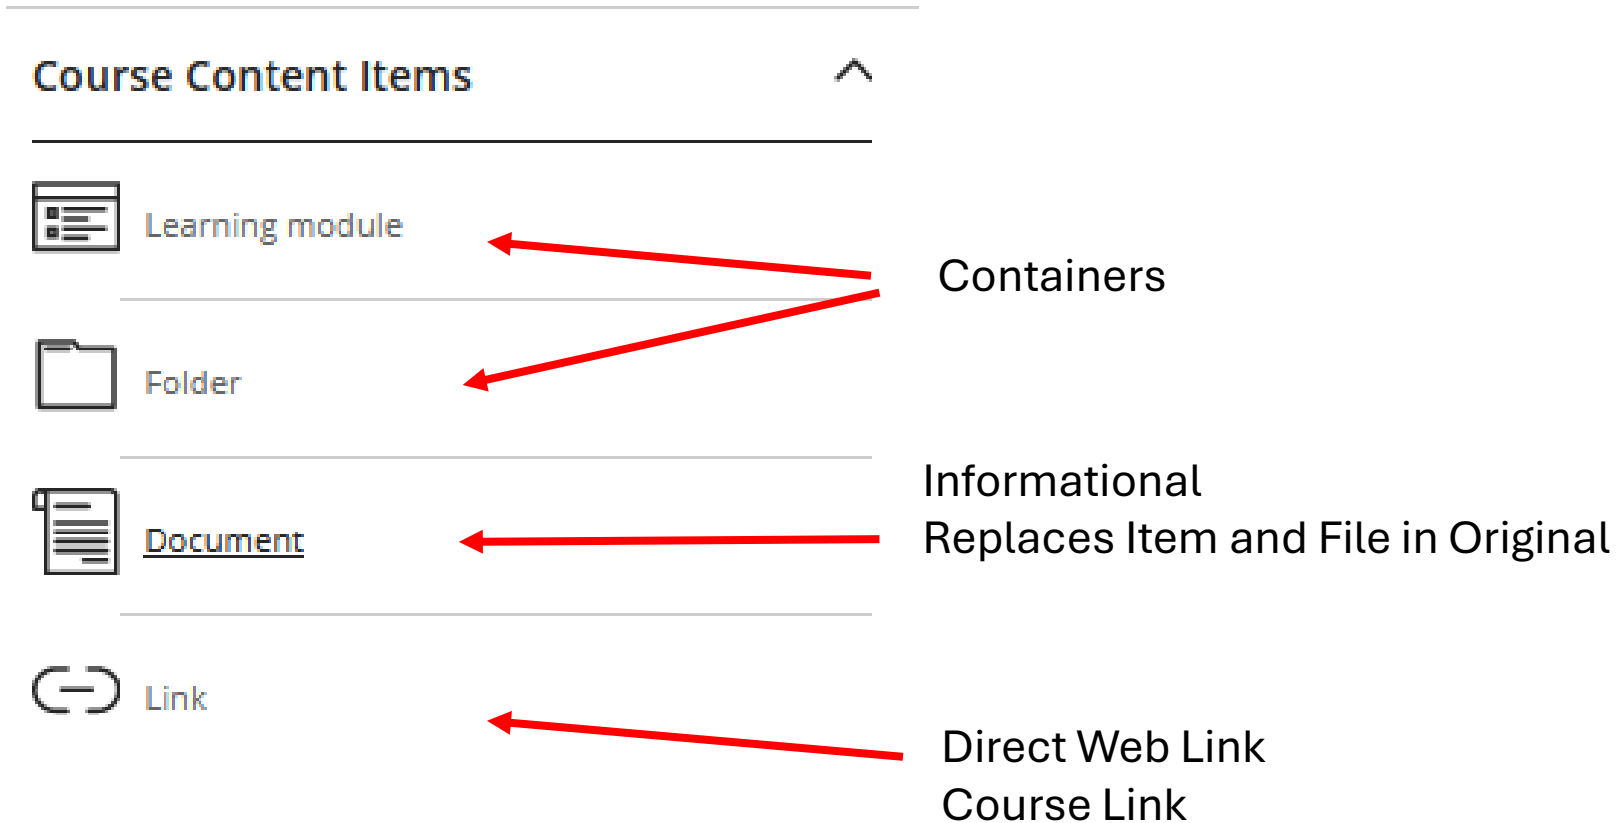 Course Content Items
Learning module
Containers
Folder
Informational
Replaces Item and File in Original
Document
Link
Direct Web Link
Course Link